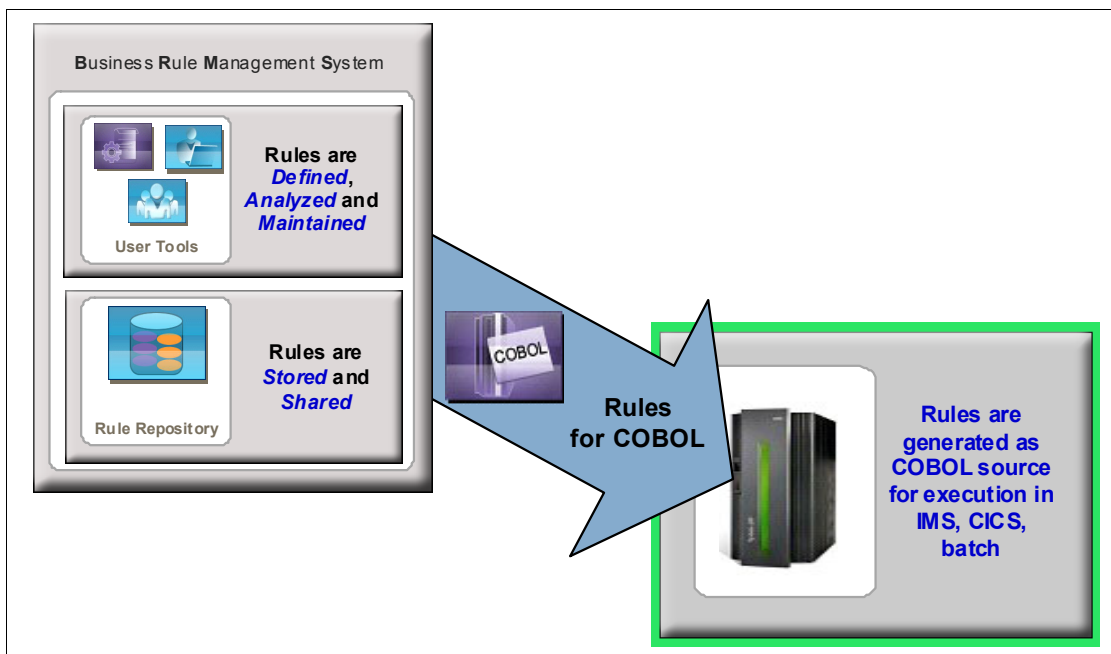 Business Rule Management System
Rules are
Defined,
Analyzed and
Maintained
User Tools
Rules are
Stored and
Shared
Rule Repository
COBOL
Rules
for COBOL
Rules are
generated as
COBOL source
for execution in
IMS, CICS,
batch